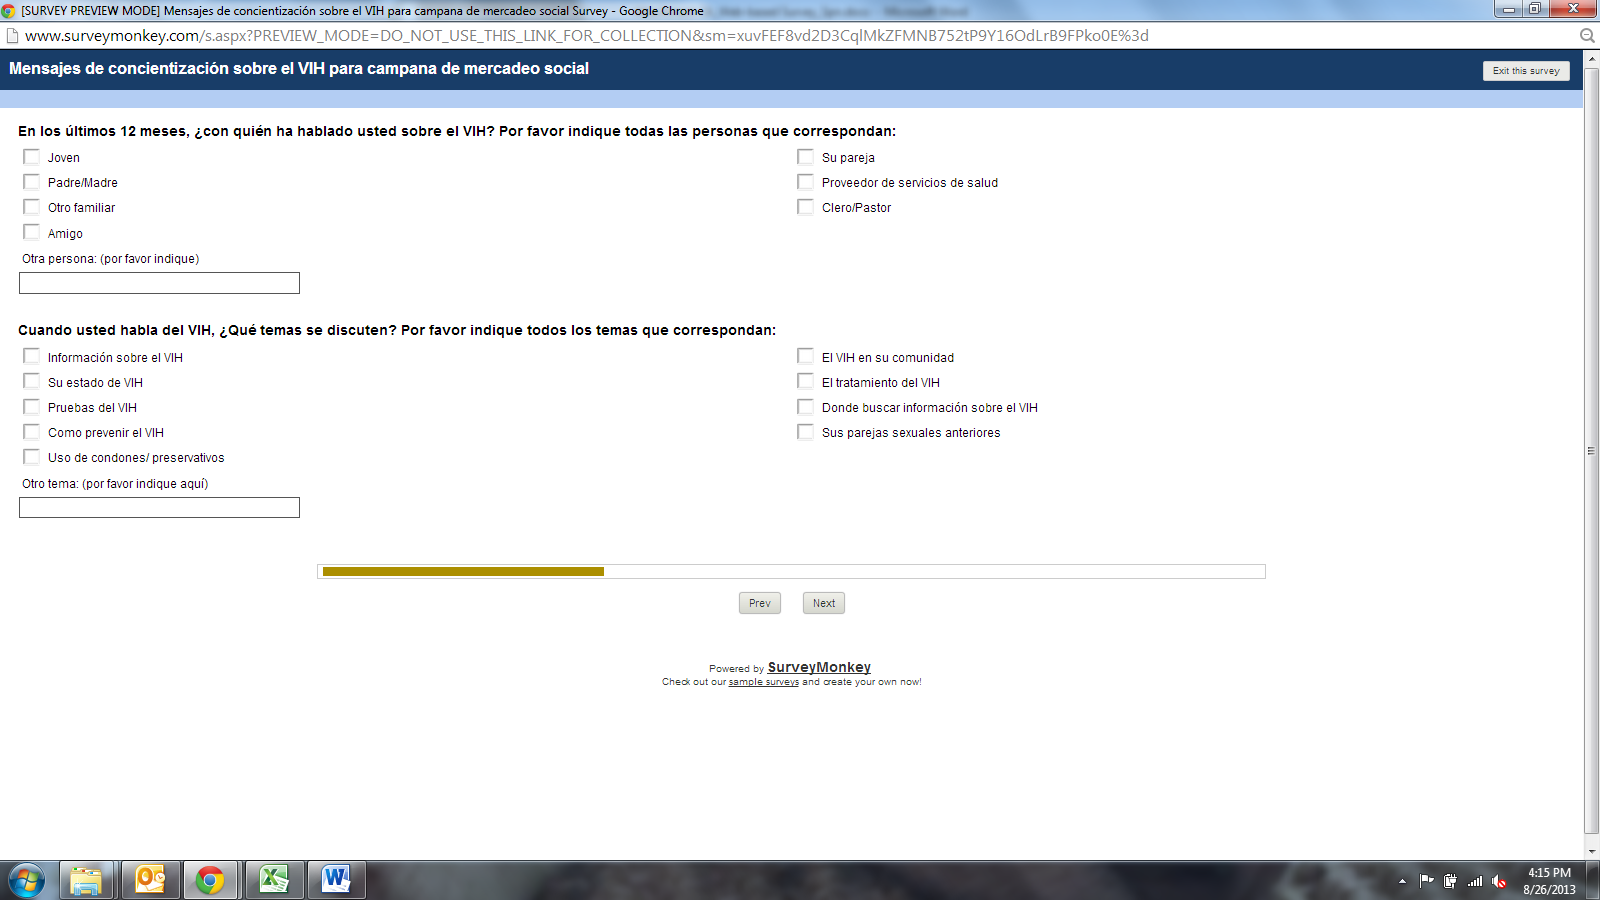 [SURVEY PREVIEW MODE] Mensajes de concientización sobre el VIH para campana de mercadeo social Survey - Google Chrome
www.surveymonkey.com/s.aspx?PREVIEW_MODE=DO_NOT_USE_THIS_LINK_FOR_COLLECTION&sm=xuvFEF8vd2D3CqlMkZFMNB752tP9Y16OdLrB9FPko0E%3d
Mensajes de concientización sobre el VIH para campana de mercadeo social
Exit this survey
En los últimos 12 meses, ¿con quién ha hablado usted sobre el VIH? Por favor indique todas las personas que correspondan:
Joven
Su pareja
Padre/Madre
Proveedor de servicios de salud
Otro familiar
Clero/Pastor
Amigo
Otra persona: (por favor indique)
Cuando usted habla del VIH, ¿Qué temas se discuten? Por favor indique todos los temas que correspondan:
Información sobre el VIH
El VIH en su comunidad
Su estado de VIH
El tratamiento del VIH
Pruebas del VIH
Donde buscar información sobre el VIH
Como prevenir el VIH
Sus parejas sexuales anteriores
Uso de condones/ preservativos
Otro tema: (por favor indique aquí)
Prev
Next
Powered by SurveyMonkey
Check out our sample surveys and create your own now!
4:15 PM
8/26/2013